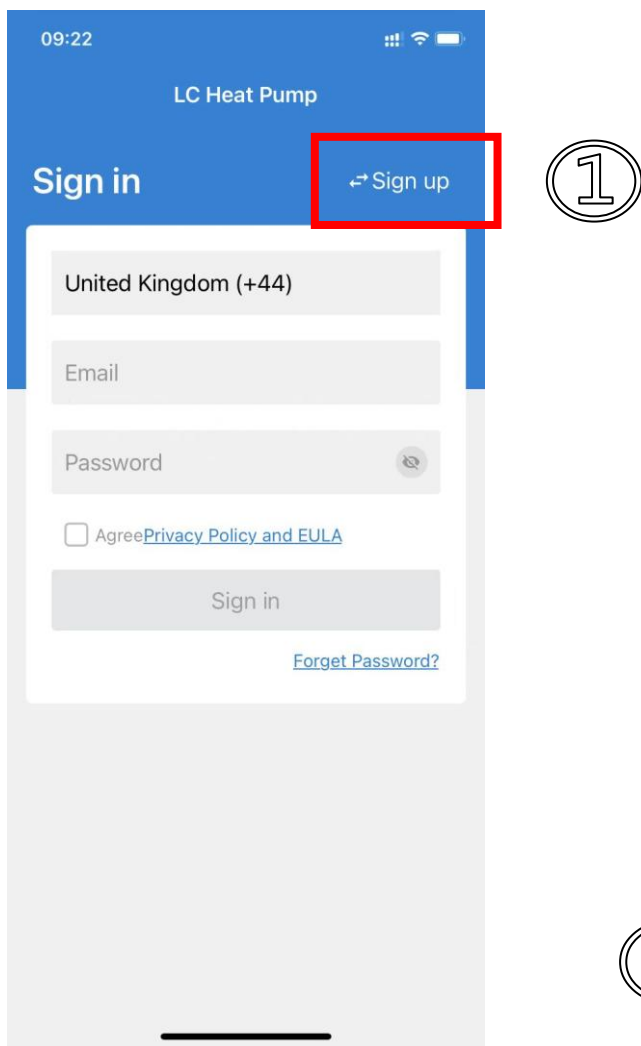 09:22
LC Heat Pump
Sign in
Sign up
①
United Kingdom (+44)
Email
Password
AgreePrivacy Policy and EULA
Sign in
Forget Password?